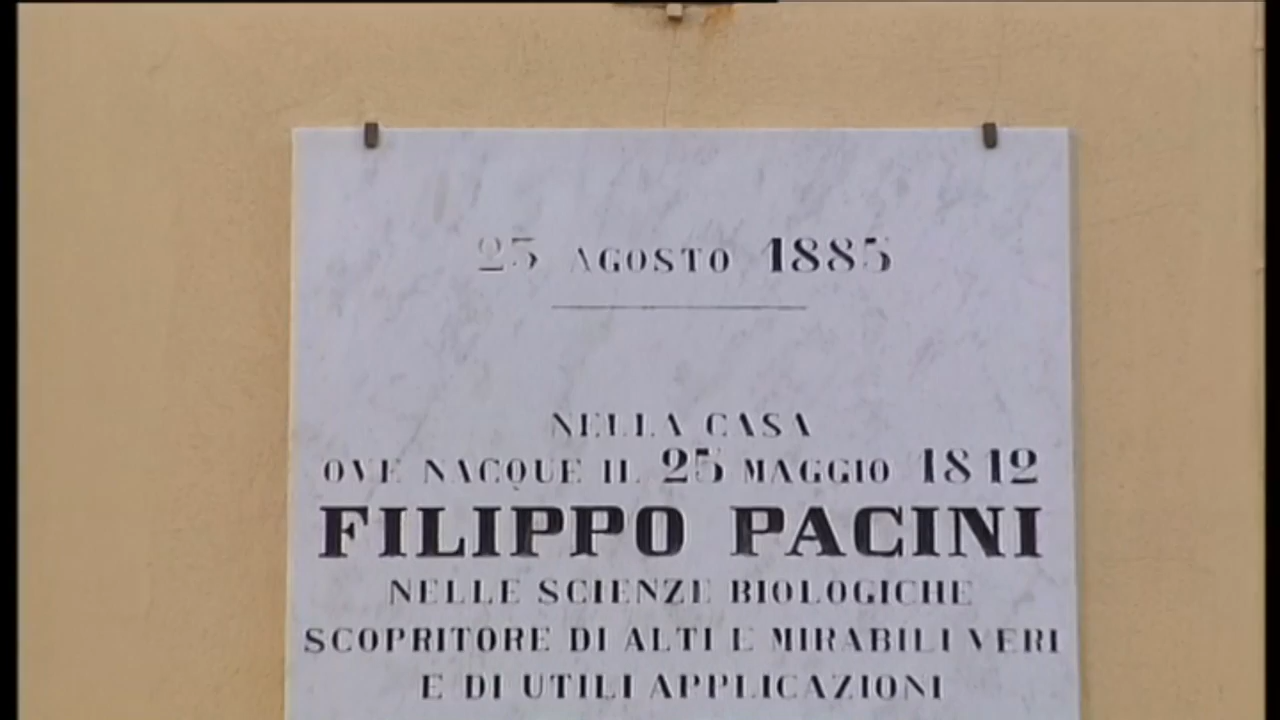 25 AGOSTO 1885
NELLA CASA
OVE NACQUE IL 25 MAGGIO 1812
FILIPPO PACINI
NELLE SCIENZE BIOLOGICHE
SCOPRITORE DI ALTI E MIRABILI VERI
E DI UTILI APPLICAZIONI